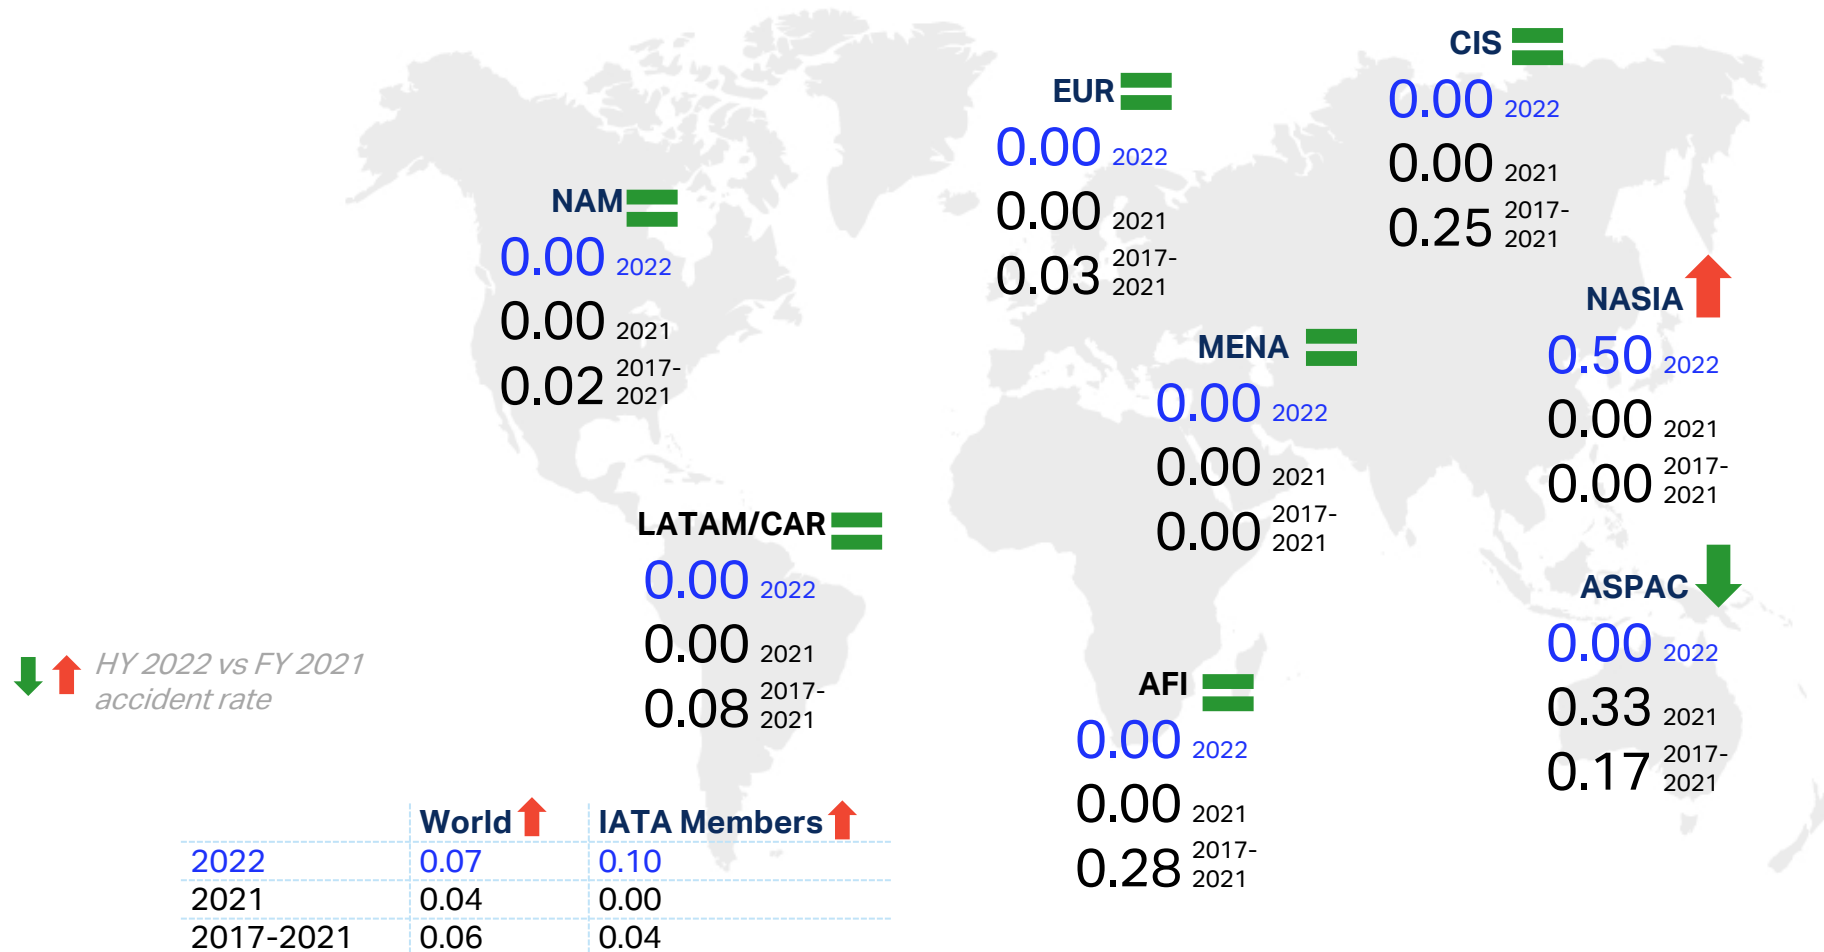 CIS
0.00 2022
0.00 2021
0.25 2017-
2021
EUR
0.00 2022
0.00 2021
0.03 2017-
2021
NAM
0.00 2022
0.00 2021
0.02 2017-
2021
NASIA
0.50 2022
0.00 2021
0.00 2017-
2021
MENA
0.00 2022
0.00 2021
0.00 2017-
2021
LATAM/CAR
0.00 2022
0.00 2021
0.08 2017-
2021
ASPAC
0.00 2022
0.33 2021
0.17 2017-
2021
AFI
0.00 2022
0.00 2021
0.28 2017-
2021
HY 2022 vs FY 2021
accident rate
World IATA Members
2022 0.07 0.10
2021 0.04 0.00
2017-2021 0.06 0.04